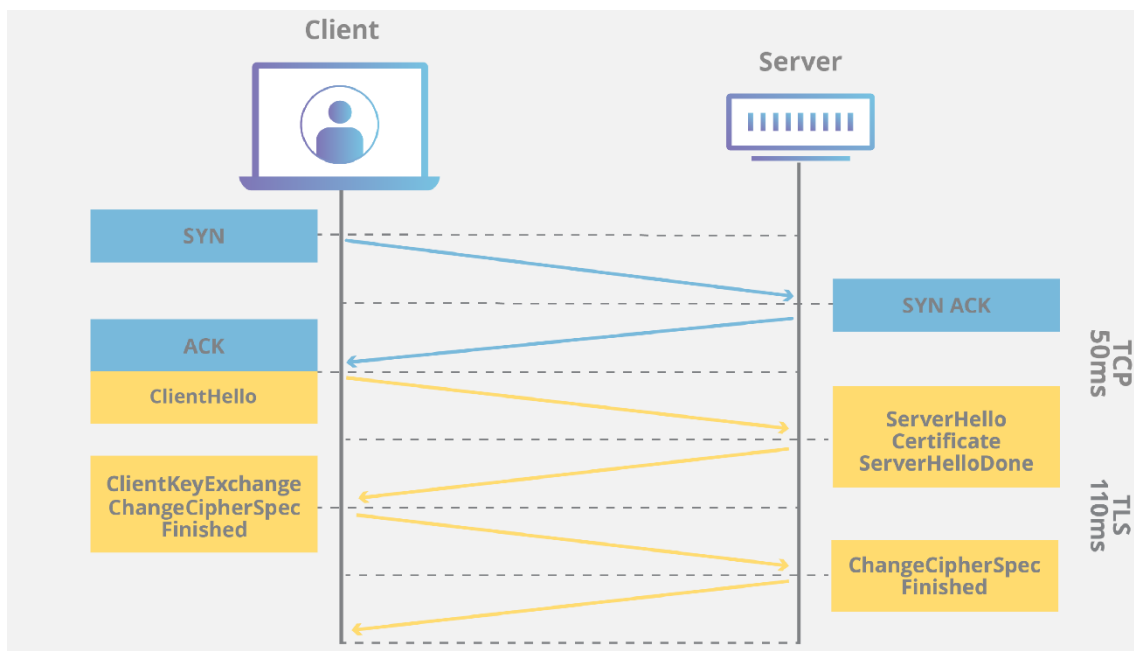 Client
Server
SYN
SYN ACK
ACK
ClientHello
TCP
50ms
ServerHello
Certificate
ServerHelloDone
ClientKeyExchange
ChangeCipherSpec
Finished
TLS
110ms
ChangeCipherSpec
Finished